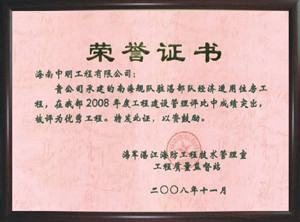 荣誉证书
海南中明工程有限公司：
贵公司承建的南海舰队驻湛部队经济适用住房工
程，在我部2008年度工程建设管理评比中成绩突出，
被评为优秀工程。特发此证，以资鼓励。
海军湛江海防工程技术管理室
工程质量监督站
二〇〇八年十一月